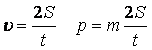 𝝊 = 2S/t   p = m 2S/t